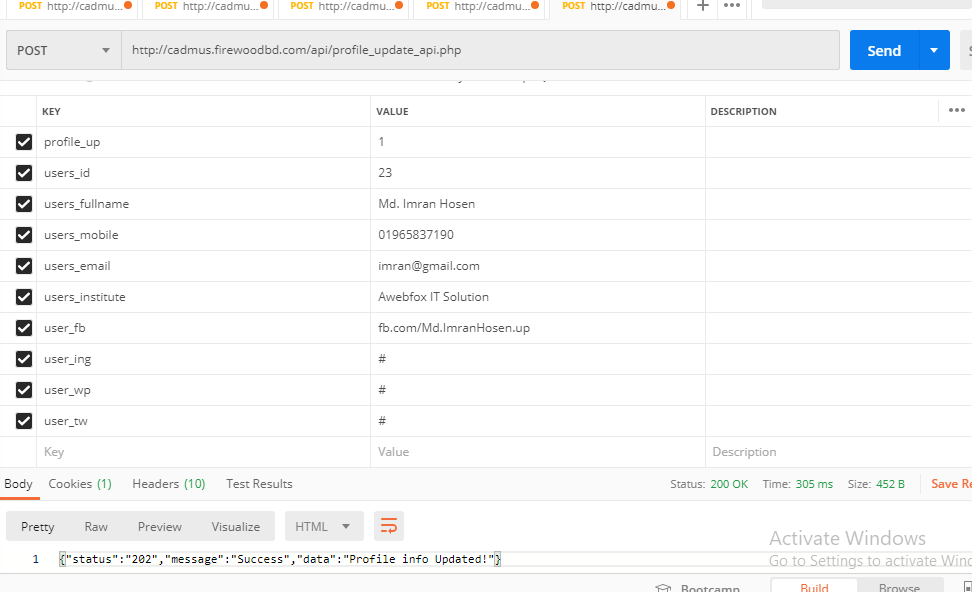 POST http://cadmu... POST http://cadmu... POST http://cadmu... POST http://cadmu... POST http://cadmu... + •••
POST http://cadmus.firewoodbd.com/api/profile_update_api.php Send
KEY VALUE DESCRIPTION •••
profile_up 1
users_id 23
users_fullname Md. Imran Hosen
users_mobile 01965837190
users_email imran@gmail.com
users_institute Awebfox IT Solution
user_fb fb.com/Md.ImranHosen.up
user_ing #
user_wp #
user_tw #
Key Value Description
Body Cookies (1) Headers (10) Test Results Status: 200 OK Time: 305 ms Size: 452 B Save Re
Pretty Raw Preview Visualize HTML
Activate Windows
1 {"status":"202","message":"Success","data":"Profile info Updated!"}
Go to Settings to activate Wind
Bootcamp Build Browse